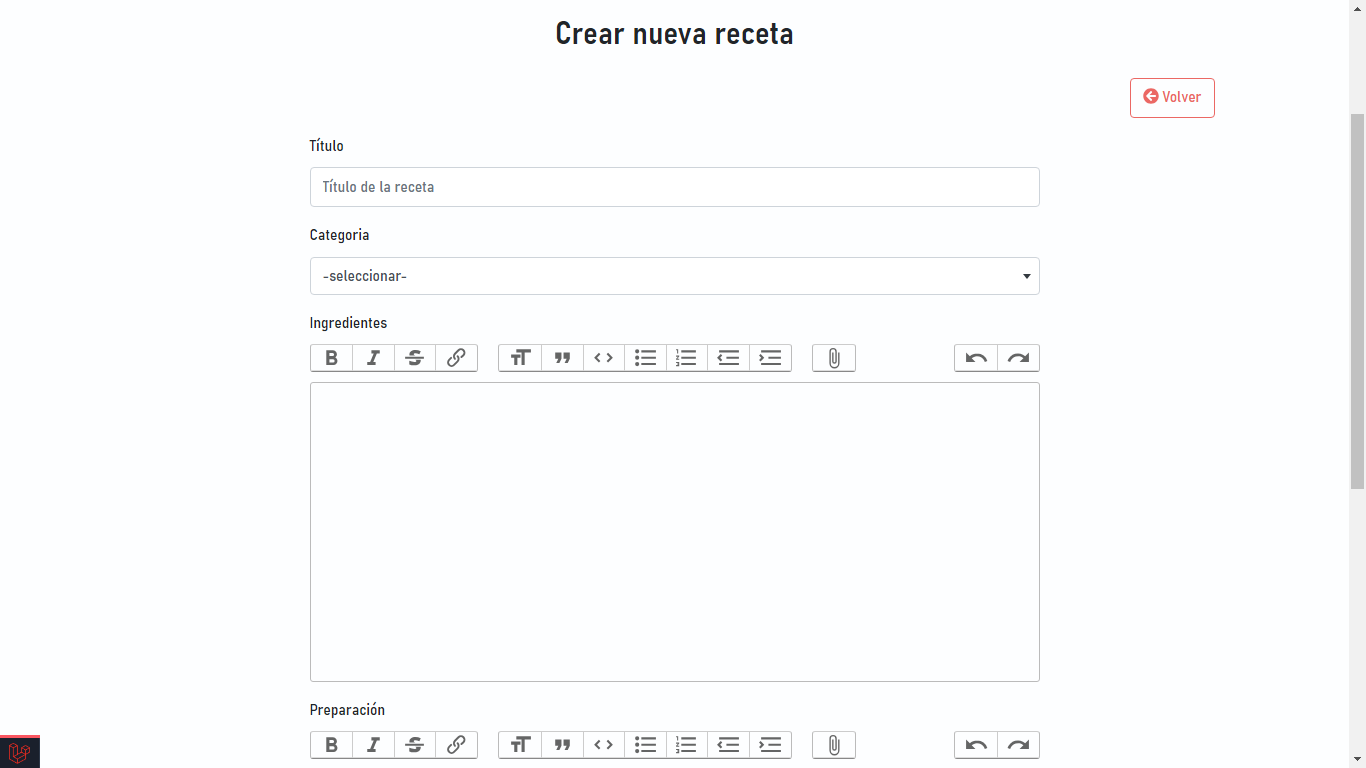 Crear nueva receta
Volver
Título
Título de la receta
Categoria
-seleccionar-
Ingredientes
Preparación